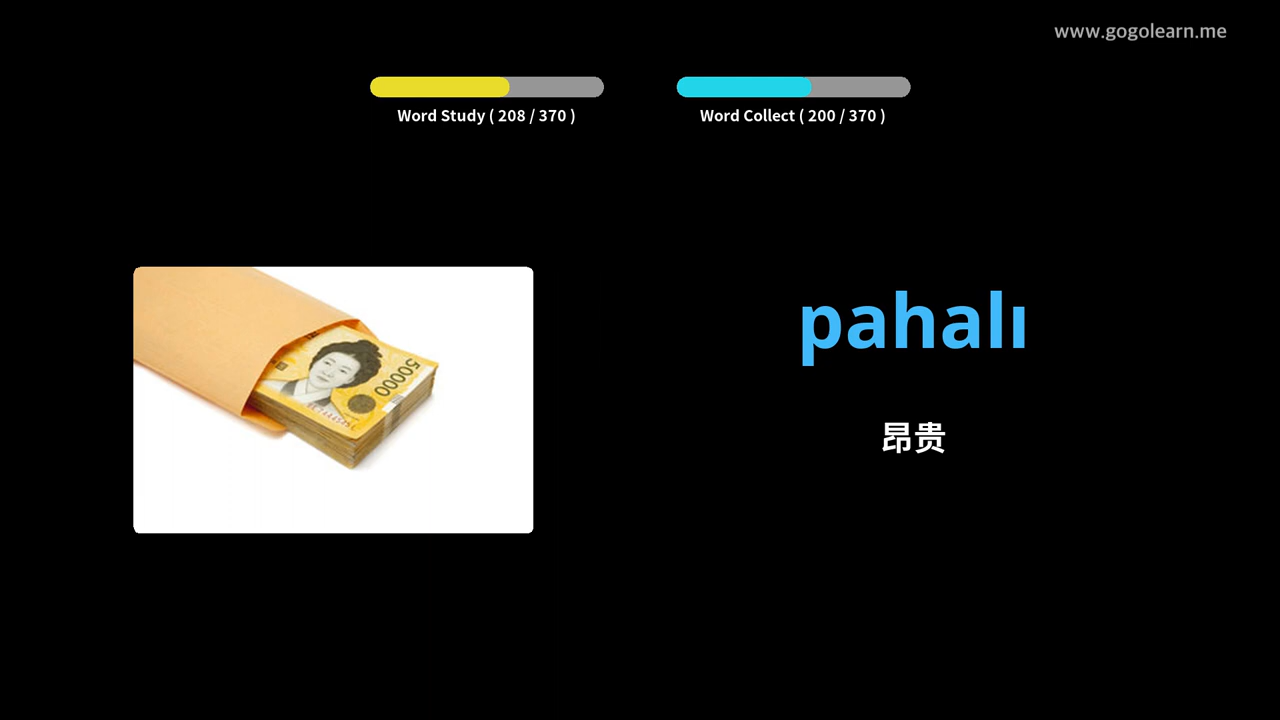 www.gogolearn.me
Word Study ( 208 / 370 )
Word Collect ( 200 / 370 )
pahalı
昂贵
50000